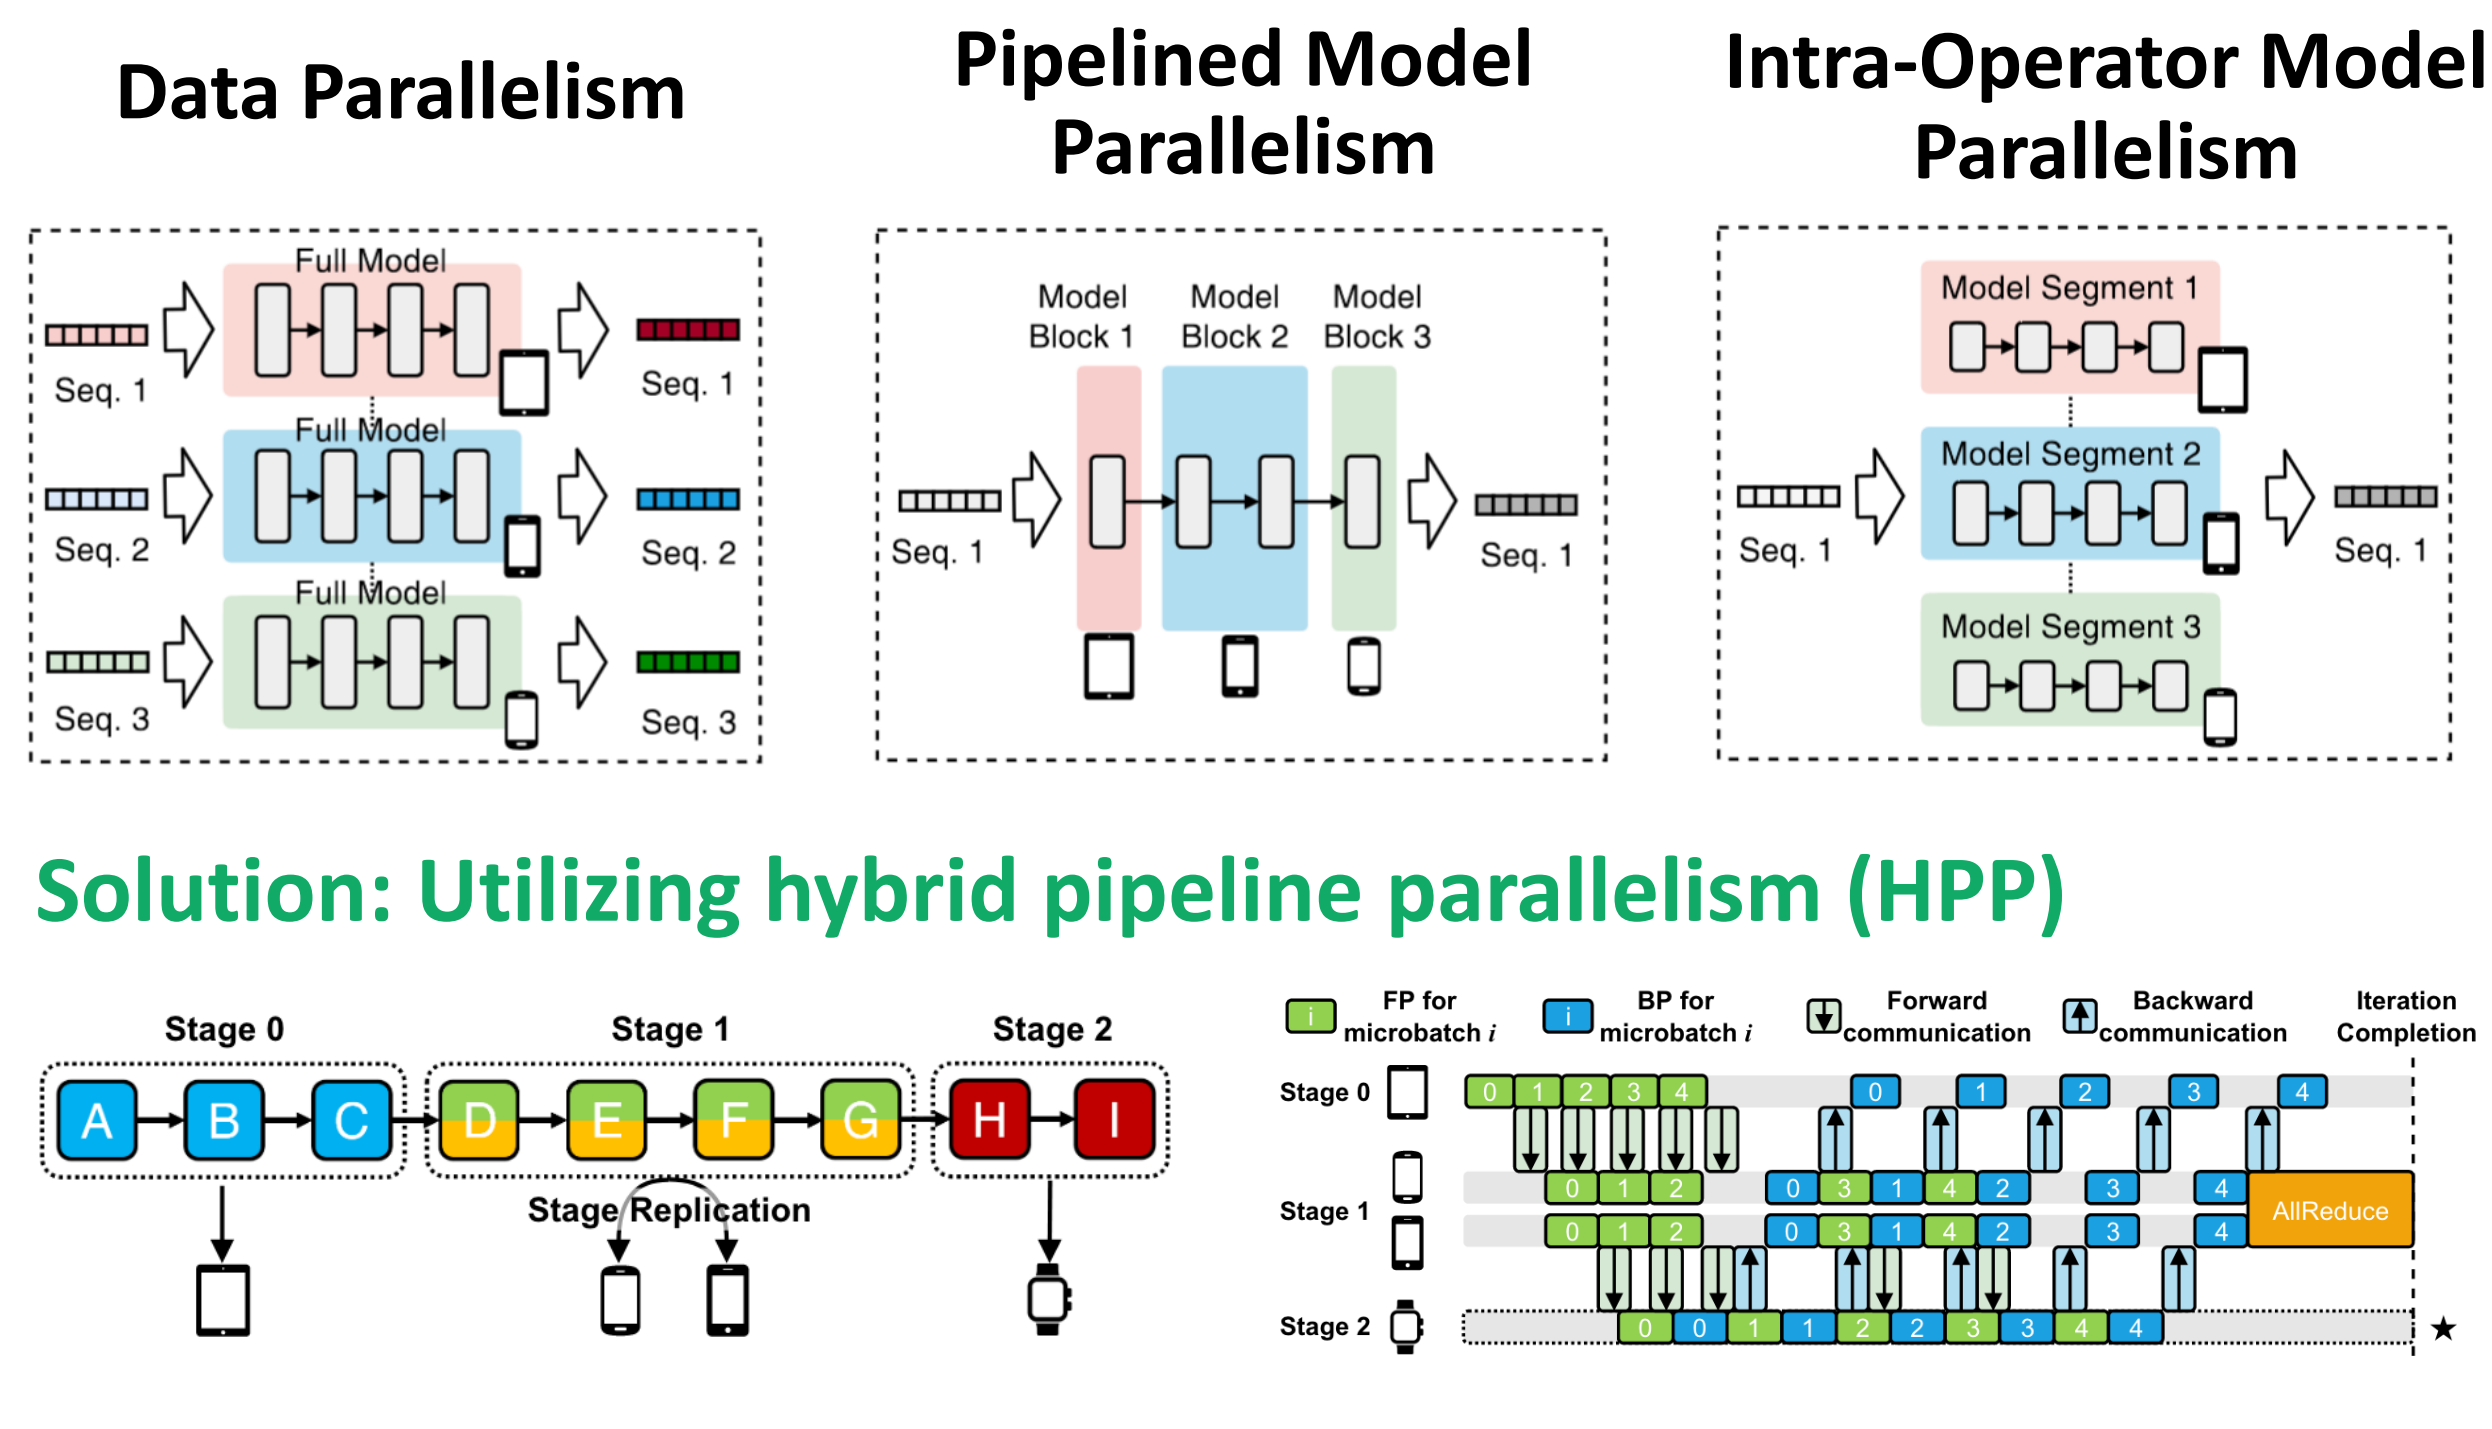 Data Parallelism
Pipelined Model
Parallelism
Intra-Operator Model
Parallelism
Full Model
Seq. 1
Seq. 1
Full Model
Seq. 2
Seq. 2
Full Model
Seq. 3
Seq. 3
Model
Block 1
Model
Block 2
Model
Block 3
Seq. 1
Seq. 1
Model Segment 1
Model Segment 2
Seq. 1
Seq. 1
Model Segment 3
Solution: Utilizing hybrid pipeline parallelism (HPP)
Stage 0
Stage 1
Stage 2
A B C D E F G H I
Stage Replication
i FP for
microbatch i
i BP for
microbatch i
Forward
communication
Backward
communication
Iteration
Completion
Stage 0
0 1 2 3 4 0 1 2 3 4
Stage 1
0 1 2 0 3 1 4 2 3 4
0 1 2 0 3 1 4 2 3 4
AllReduce
Stage 2
0 0 1 1 2 2 3 3 4 4